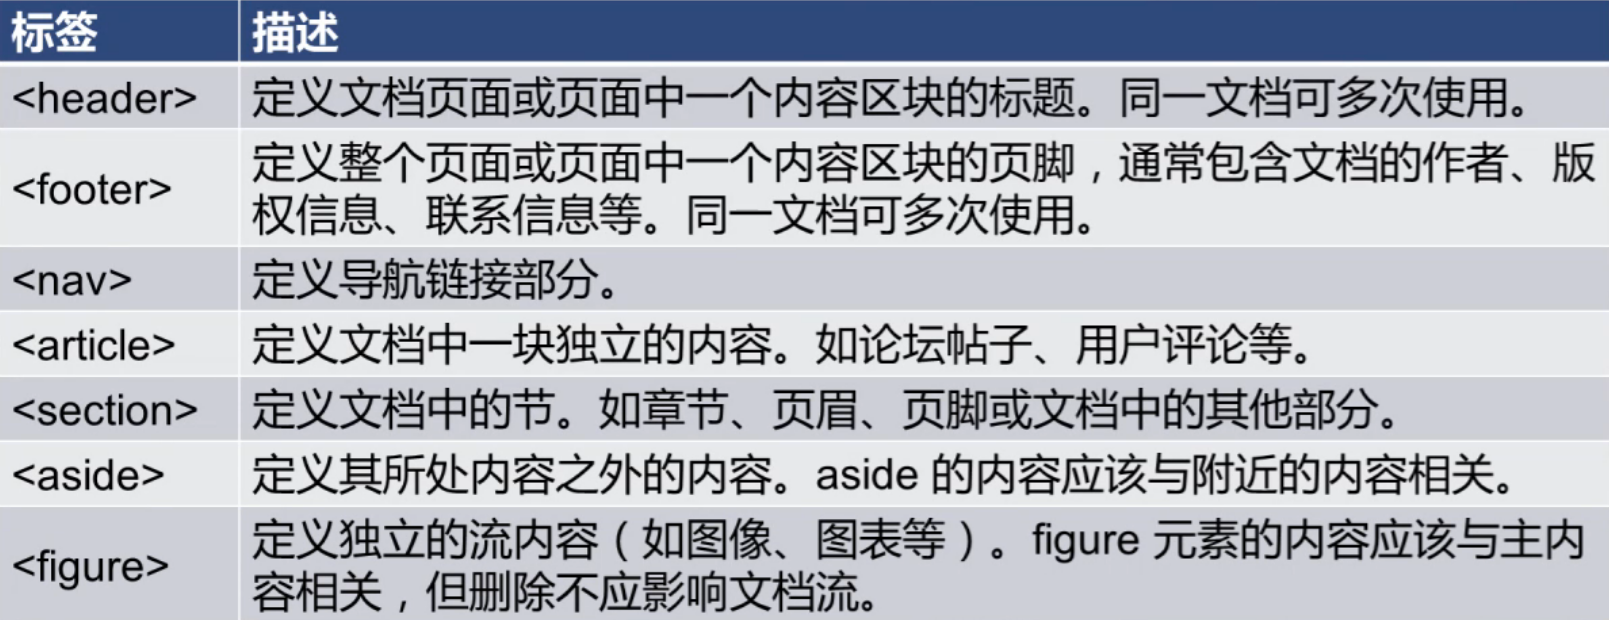 标签 描述
<header> 定义文档页面或页面中一个内容区块的标题。同一文档可多次使用。
<footer> 定义整个页面或页面中一个内容区块的页脚，通常包含文档的作者、版
权信息、联系信息等。同一文档可多次使用。
<nav> 定义导航链接部分。
<article> 定义文档中一块独立的内容。如论坛帖子、用户评论等。
<section> 定义文档中的节。如章节、页眉、页脚或文档中的其他部分。
<aside> 定义其所处内容之外的内容。aside 的内容应该与附近的内容相关。
<figure> 定义独立的流内容（如图像、图表等）。figure 元素的内容应该与主内
容相关，但删除不应影响文档流。